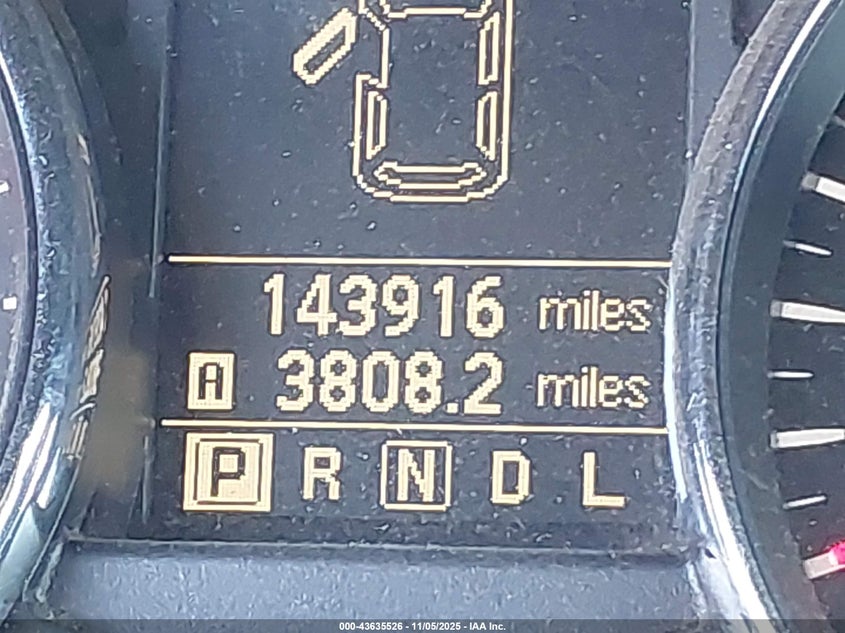 143916 miles
A 3808.2 miles
P R N D L
000-43635526 - 11/05/2025 - IAA Inc.